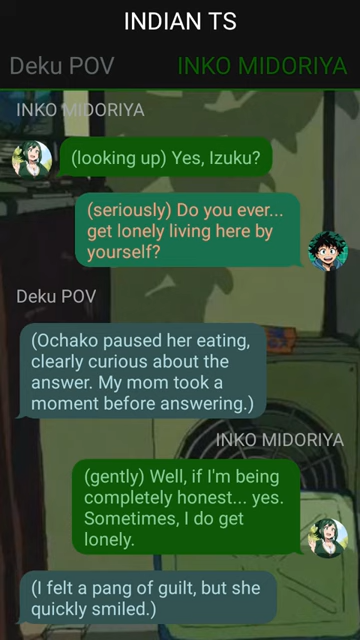 INDIAN TS
Deku POV
INKO MIDORIYA
INKO MIDORIYA
(looking up) Yes, Izuku?
(seriously) Do you ever...
get lonely living here by
yourself?
Deku POV
(Ochako paused her eating,
clearly curious about the
answer. My mom took a
moment before answering.)
INKO MIDORIYA
(gently) Well, if I'm being
completely honest... yes.
Sometimes, I do get
lonely.
(I felt a pang of guilt, but she
quickly smiled.)